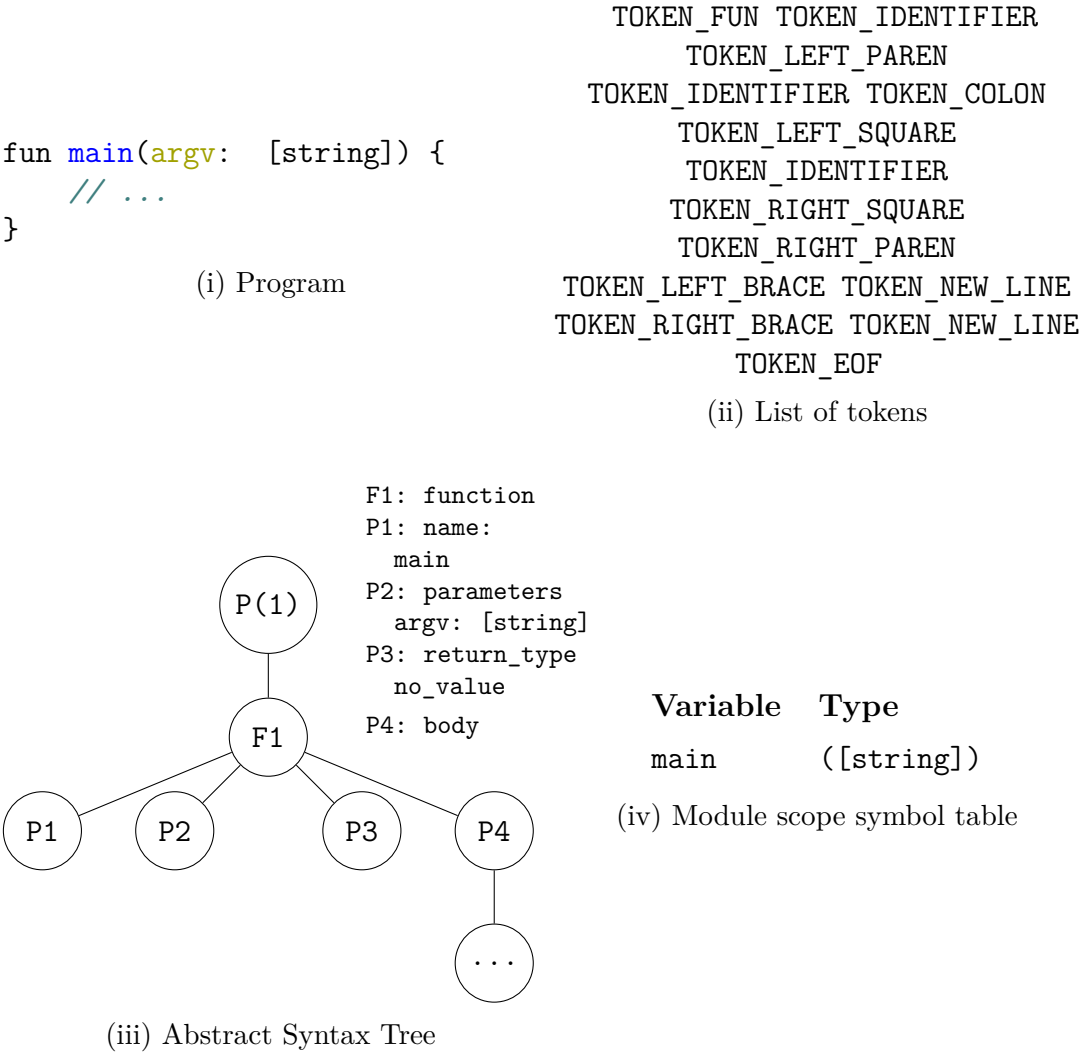 fun main(argv:  [string]) {
    // ...
}
(i) Program
TOKEN_FUN TOKEN_IDENTIFIER
TOKEN_LEFT_PAREN
TOKEN_IDENTIFIER TOKEN_COLON
TOKEN_LEFT_SQUARE
TOKEN_IDENTIFIER
TOKEN_RIGHT_SQUARE
TOKEN_RIGHT_PAREN
TOKEN_LEFT_BRACE TOKEN_NEW_LINE
TOKEN_RIGHT_BRACE TOKEN_NEW_LINE
TOKEN_EOF
(ii) List of tokens
F1: function
P1: name:
  main
P2: parameters
  argv: [string]
P3: return_type
  no_value
P4: body
P(1)
F1
P1 P2 P3 P4
...
(iii) Abstract Syntax Tree
Variable Type
main ([string])
(iv) Module scope symbol table